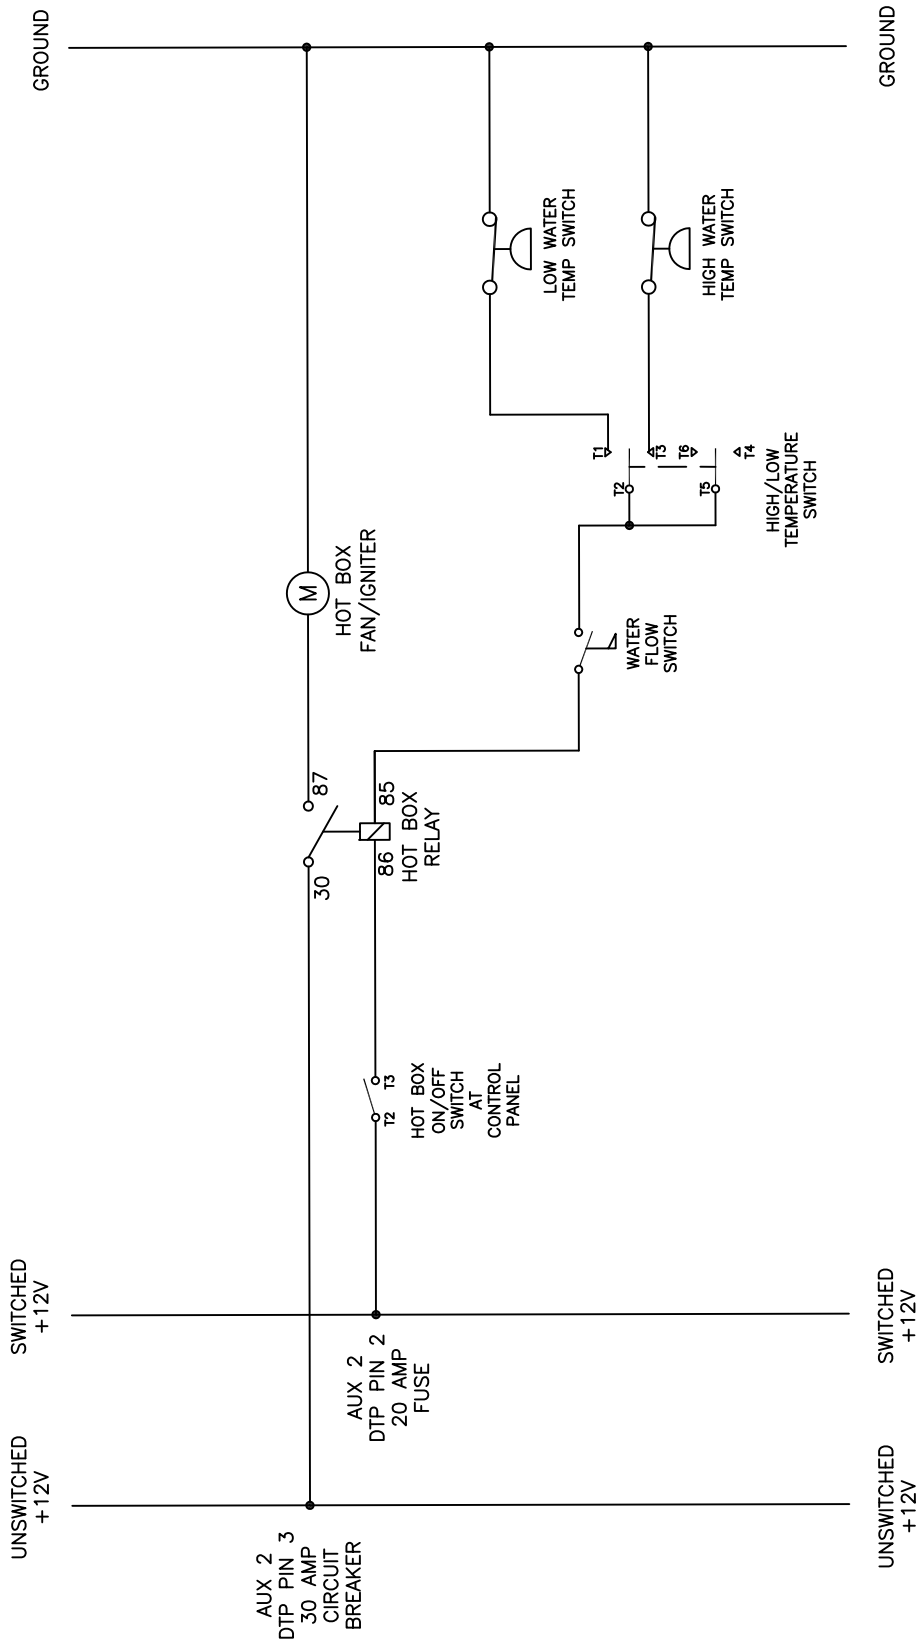 UNSWITCHED
+12V
SWITCHED
+12V
GROUND
AUX 2
DTP PIN 3
30 AMP
CIRCUIT
BREAKER
30
87
M
HOT BOX
FAN/IGNITER
AUX 2
DTP PIN 2
20 AMP
FUSE
T2
T3
HOT BOX
ON/OFF
SWITCH
AT
CONTROL
PANEL
86
85
HOT BOX
RELAY
LOW WATER
TEMP SWITCH
WATER
FLOW
SWITCH
T1
T2
T3
T6
T5
T4
HIGH/LOW
TEMPERATURE
SWITCH
HIGH WATER
TEMP SWITCH
UNSWITCHED
+12V
SWITCHED
+12V
GROUND